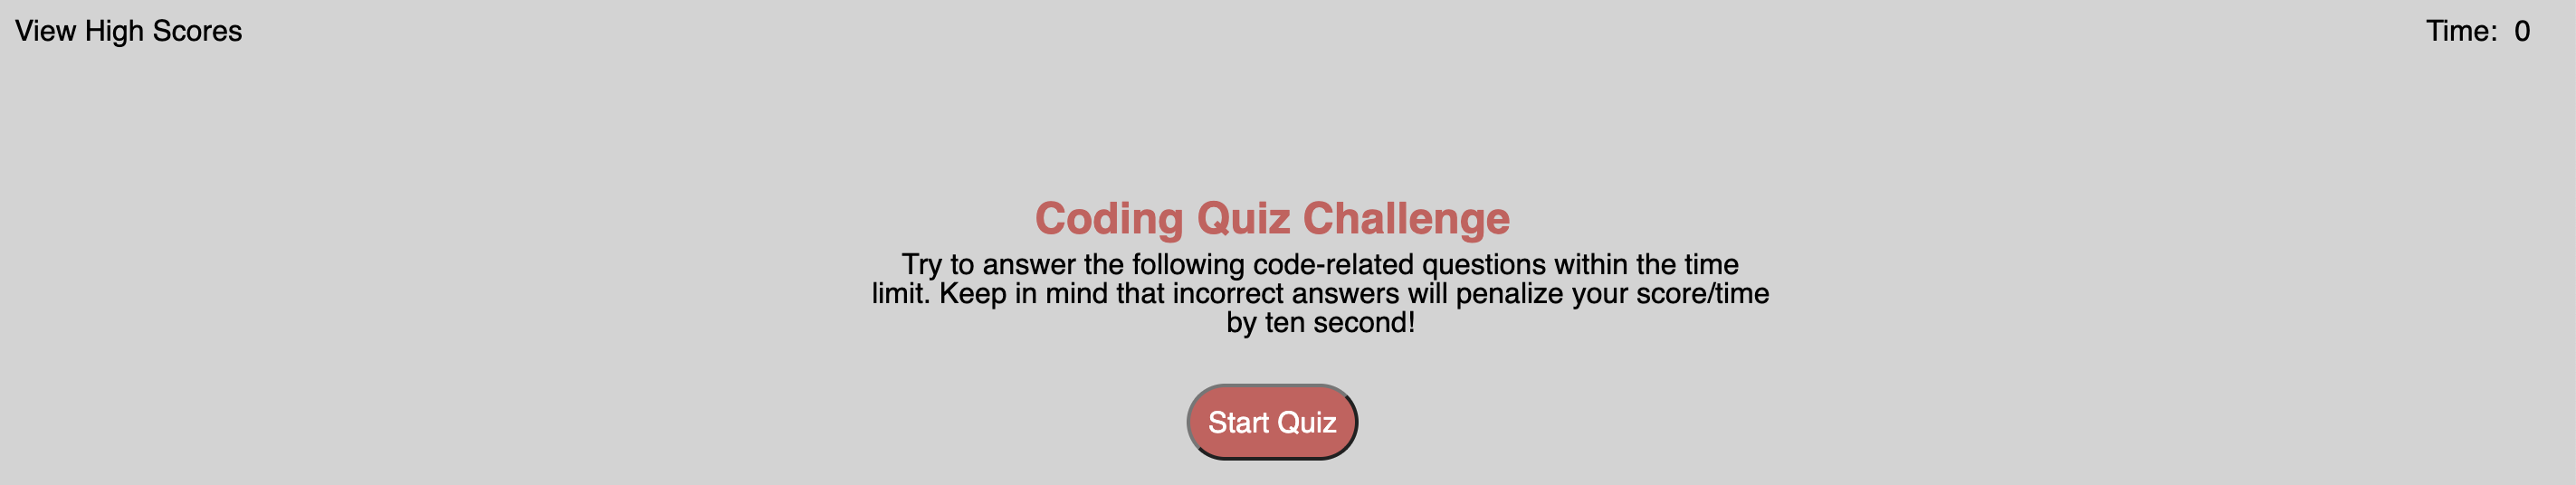 View High Scores
Time: 0
Coding Quiz Challenge
Try to answer the following code-related questions within the time
limit. Keep in mind that incorrect answers will penalize your score/time
by ten second!
Start Quiz